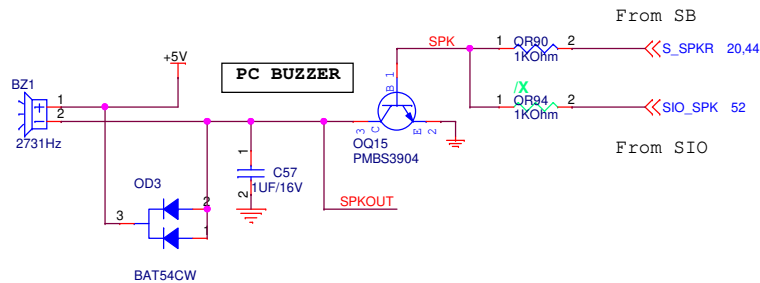 From SB
SPK
1
OR90
2
S_SPKR 20,44
1KOhm
+5V
PC BUZZER
BZ1
1
2
+
2731Hz
B 1
/X
1
OR94
2
SIO_SPK 52
1KOhm
3
C
E
2
OQ15
PMBS3904
From SIO
1
C57
1UF/16V
2
OD3
2
3
1
SPKOUT
BAT54CW